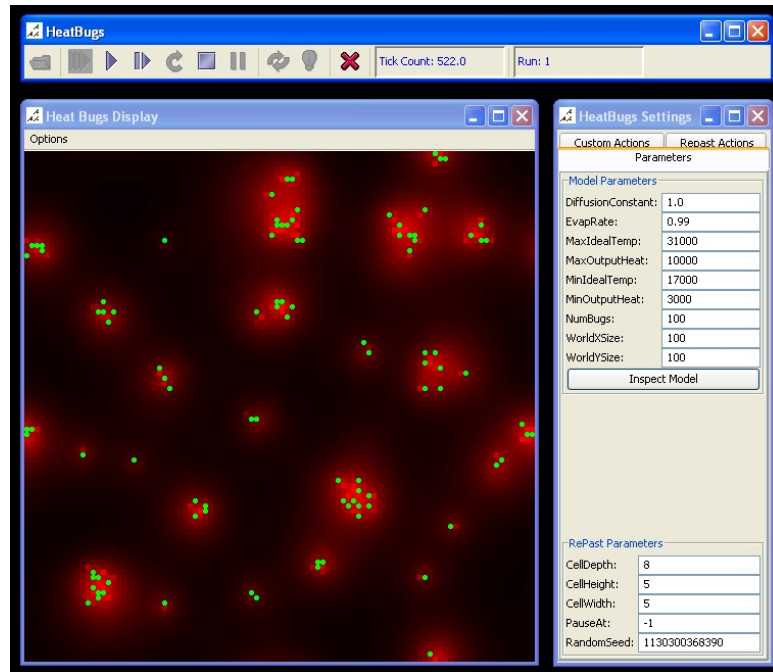 HeatBugs
Tick Count: 522.0
Run: 1
Heat Bugs Display
Options
HeatBugs Settings
Custom Actions
Repast Actions
Parameters
Model Parameters
DiffusionConstant: 1.0
EvapRate: 0.99
MaxIdealTemp: 31000
MaxOutputHeat: 10000
MinIdealTemp: 17000
MinOutputHeat: 3000
NumBugs: 100
WorldXSize: 100
WorldYSize: 100
Inspect Model
RePast Parameters
CellDepth: 8
CellHeight: 5
CellWidth: 5
PauseAt: -1
RandomSeed: 1130300368390